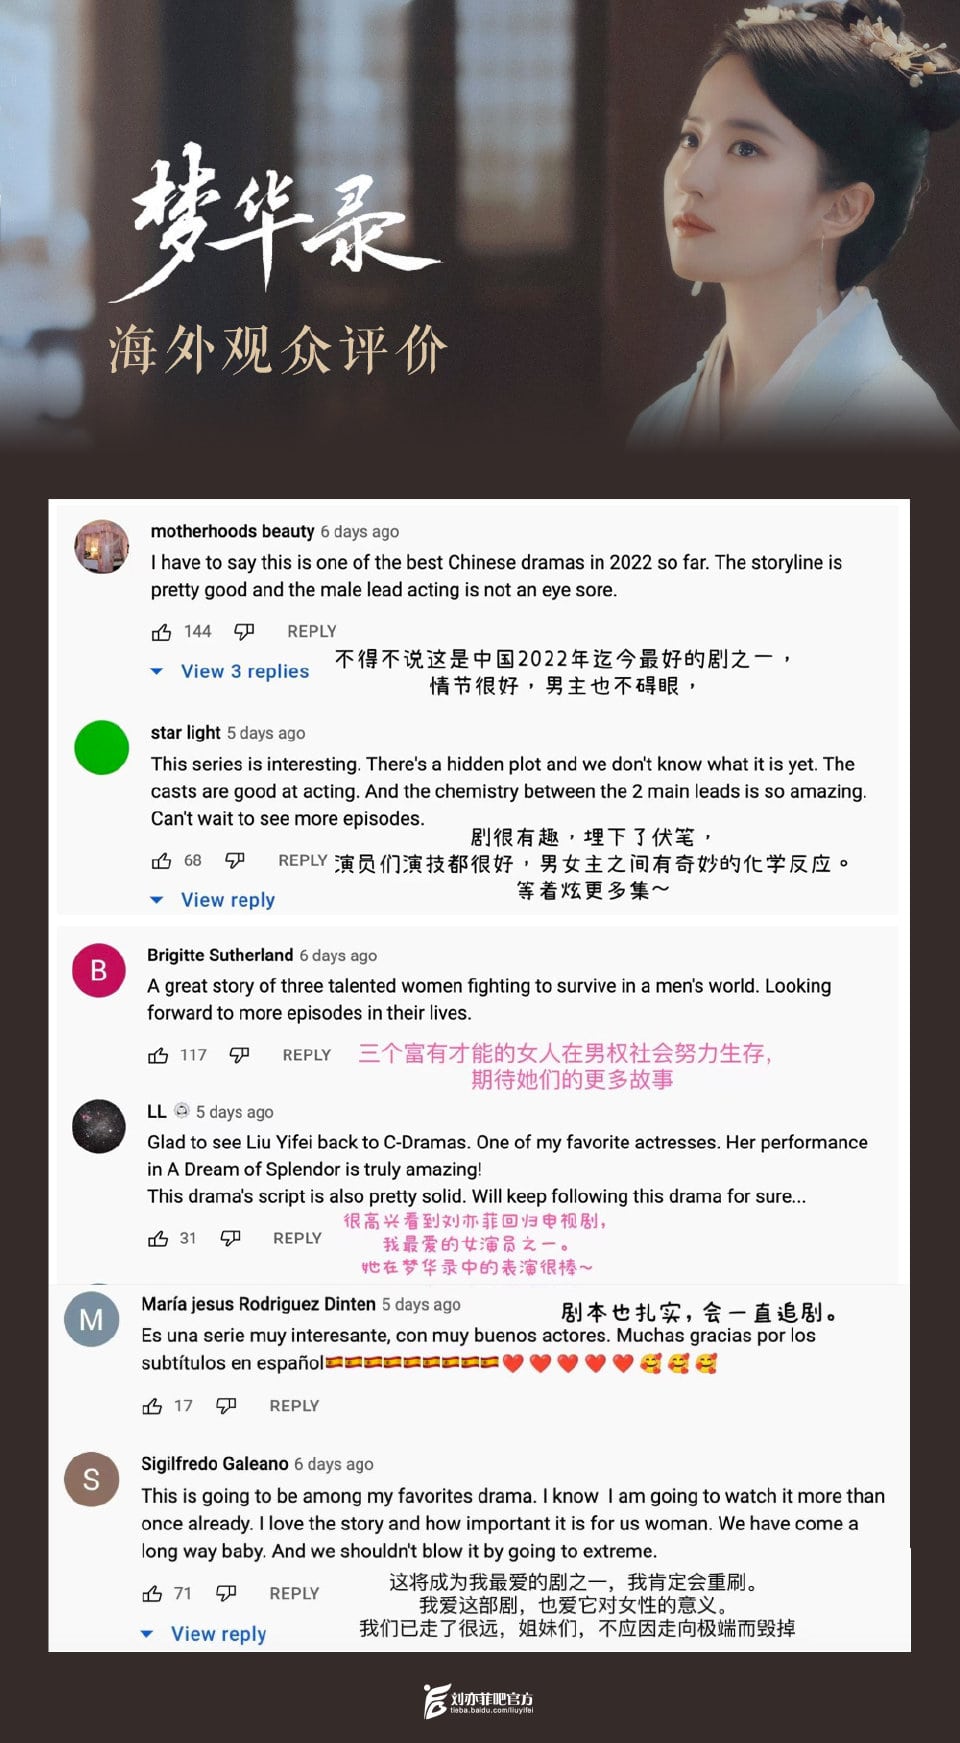 梦华录
海外观众评价
motherhoods beauty 6 days ago
I have to say this is one of the best Chinese dramas in 2022 so far. The storyline is
pretty good and the male lead acting is not an eye sore.
144 REPLY
不得不说这是中国2022年迄今最好的剧之一，
View 3 replies
情节很好，男主也不碍眼，
star light 5 days ago
This series is interesting. There's a hidden plot and we don't know what it is yet. The
casts are good at acting. And the chemistry between the 2 main leads is so amazing.
Can't wait to see more episodes.
剧很有趣，埋下了伏笔，
68 REPLY
演员们演技都很好，男女主之间有奇妙的化学反应。
等着炫更多集～
View reply
B
Brigitte Sutherland 6 days ago
A great story of three talented women fighting to survive in a men's world. Looking
forward to more episodes in their lives.
117 REPLY
三个富有才能的女人在男权社会努力生存,
期待她们的更多故事
LL 5 days ago
Glad to see Liu Yifei back to C-Dramas. One of my favorite actresses. Her performance
in A Dream of Splendor is truly amazing!
This drama's script is also pretty solid. Will keep following this drama for sure...
很高兴看到刘亦菲回归电视剧,
31 REPLY
我最爱的女演员之一。
她在梦华录中的表演很棒～
M
María jesus Rodriguez Dinten 5 days ago
剧本也扎实, 会一直追剧。
Es una serie muy interesante, con muy buenos actores. Muchas gracias por los
subtítulos en español🇪🇸🇪🇸🇪🇸🇪🇸🇪🇸🇪🇸🇪🇸🇪🇸🇪🇸❤️❤️❤️❤️❤️🥰🥰🥰
17 REPLY
S
Sigilfredo Galeano 6 days ago
This is going to be among my favorites drama. I know I am going to watch it more than
once already. I love the story and how important it is for us woman. We have come a
long way baby. And we shouldn't blow it by going to extreme.
这将成为我最爱的剧之一，我肯定会重刷。
71 REPLY
我爱这部剧，也爱它对女性的意义。
我们已走了很远，姐妹们，不应因走向极端而毁掉
View reply
刘亦菲吧官方
tieba.baidu.com/liuyifei